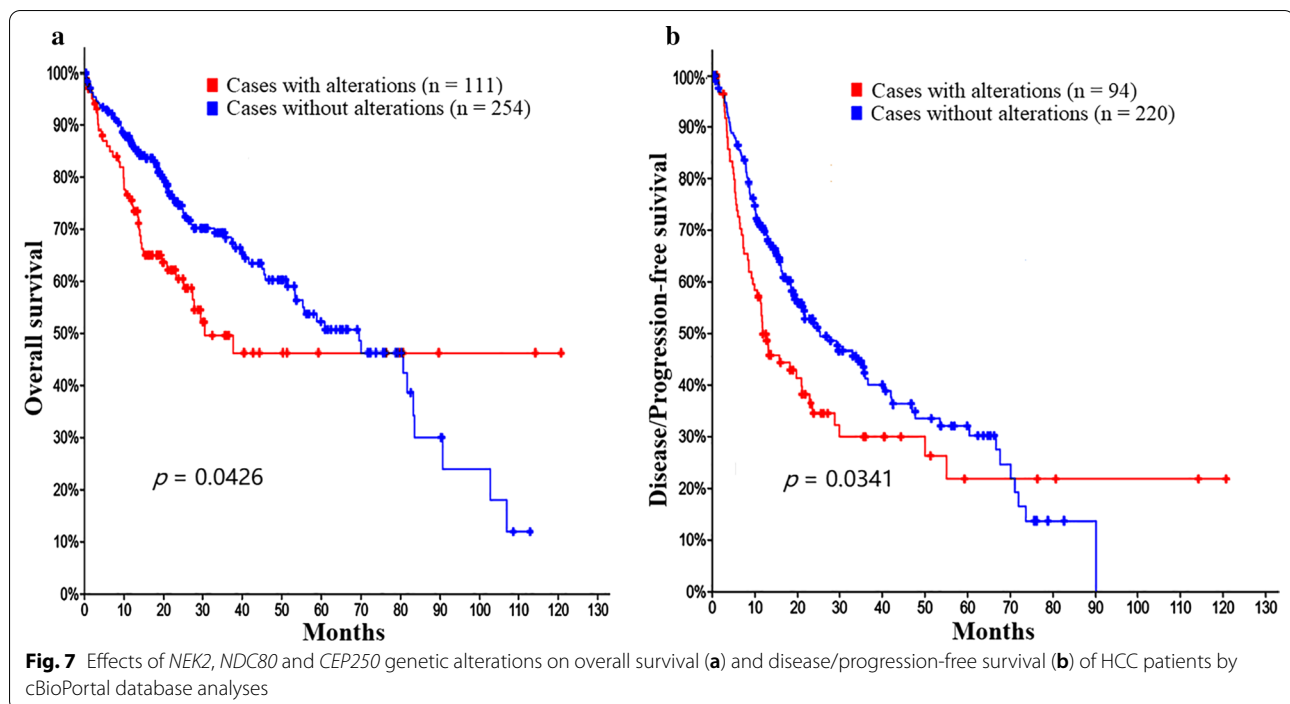 a
100%
90%
80%
70%
60%
50%
40%
30%
20%
10%
0%
Overall survival
Cases with alterations (n = 111)
Cases without alterations (n = 254)
p = 0.0426
0 10 20 30 40 50 60 70 80 90 100 110 120 130
Months
b
100%
90%
80%
70%
60%
50%
40%
30%
20%
10%
0%
Disease/Progression-free suivival
Cases with alterations (n = 94)
Cases without alterations (n = 220)
p = 0.0341
0 10 20 30 40 50 60 70 80 90 100 110 120 130
Months
Fig. 7 Effects of NEK2, NDC80 and CEP250 genetic alterations on overall survival (a) and disease/progression-free survival (b) of HCC patients by
cBioPortal database analyses